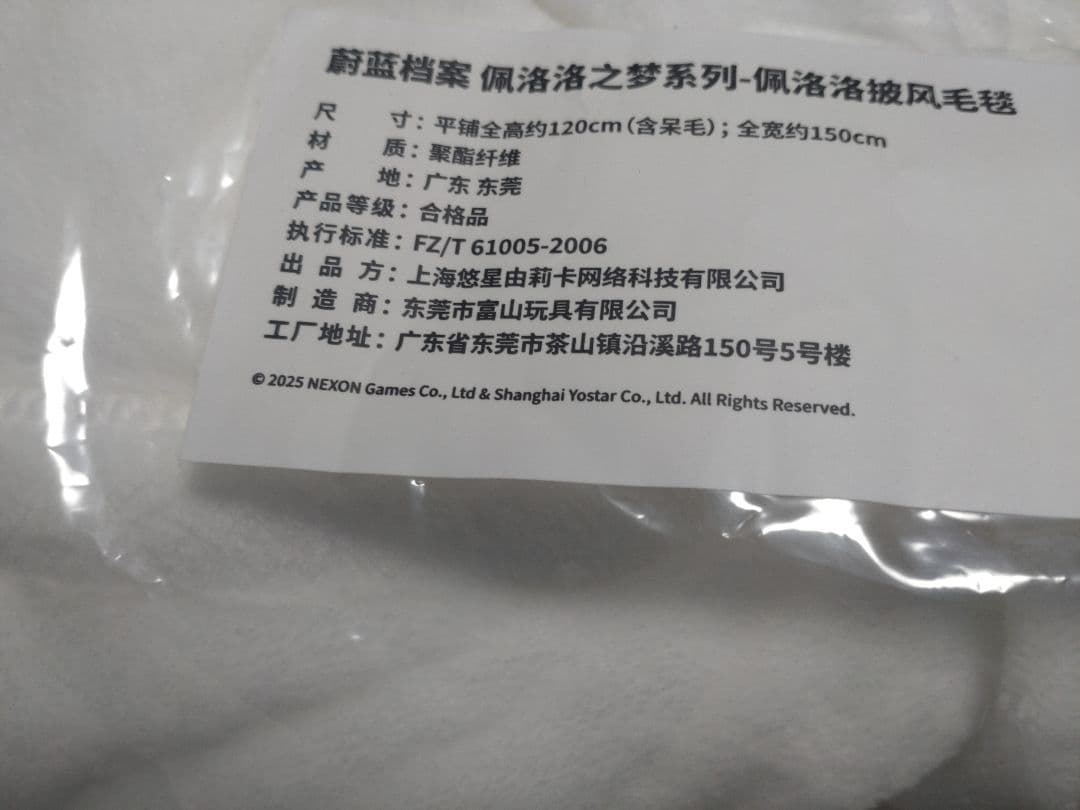 蔚蓝档案 佩洛洛之梦系列-佩洛洛披风毛毯
尺寸：平铺全高约120cm（含呆毛）；全宽约150cm
材质：聚酯纤维
产地：广东 东莞
产品等级：合格品
执行标准：FZ/T 61005-2006
出品方：上海悠星由莉卡网络科技有限公司
制造商：东莞市富山玩具有限公司
工厂地址：广东省东莞市茶山镇沿溪路150号5号楼
© 2025 NEXON Games Co., Ltd & Shanghai Yostar Co., Ltd. All Rights Reserved.